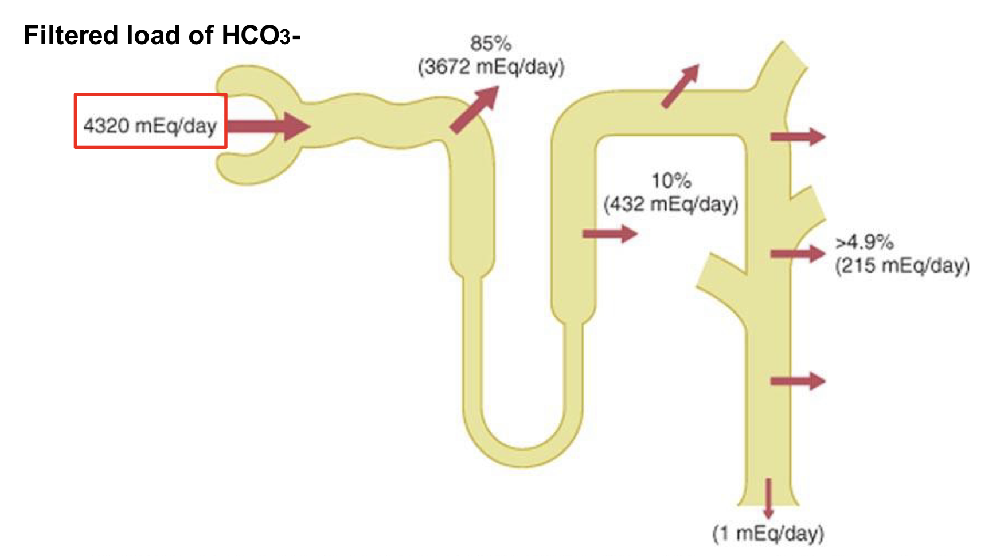 Filtered load of HCO3-
85%
(3672 mEq/day)
4320 mEq/day
10%
(432 mEq/day)
>4.9%
(215 mEq/day)
(1 mEq/day)